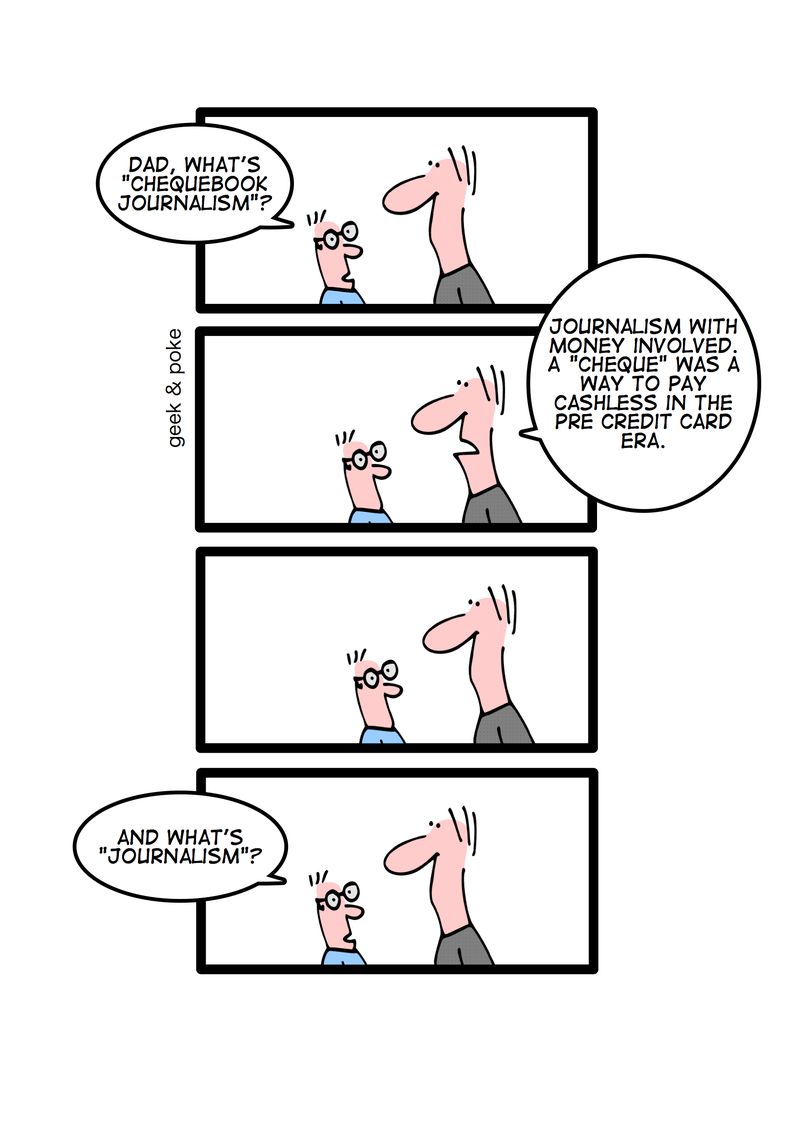 DAD, WHAT'S
"CHEQUEBOOK
JOURNALISM"?
geek & poke
JOURNALISM WITH
MONEY INVOLVED.
A "CHEQUE" WAS A
WAY TO PAY
CASHLESS IN THE
PRE CREDIT CARD
ERA.
AND WHAT'S
"JOURNALISM"?